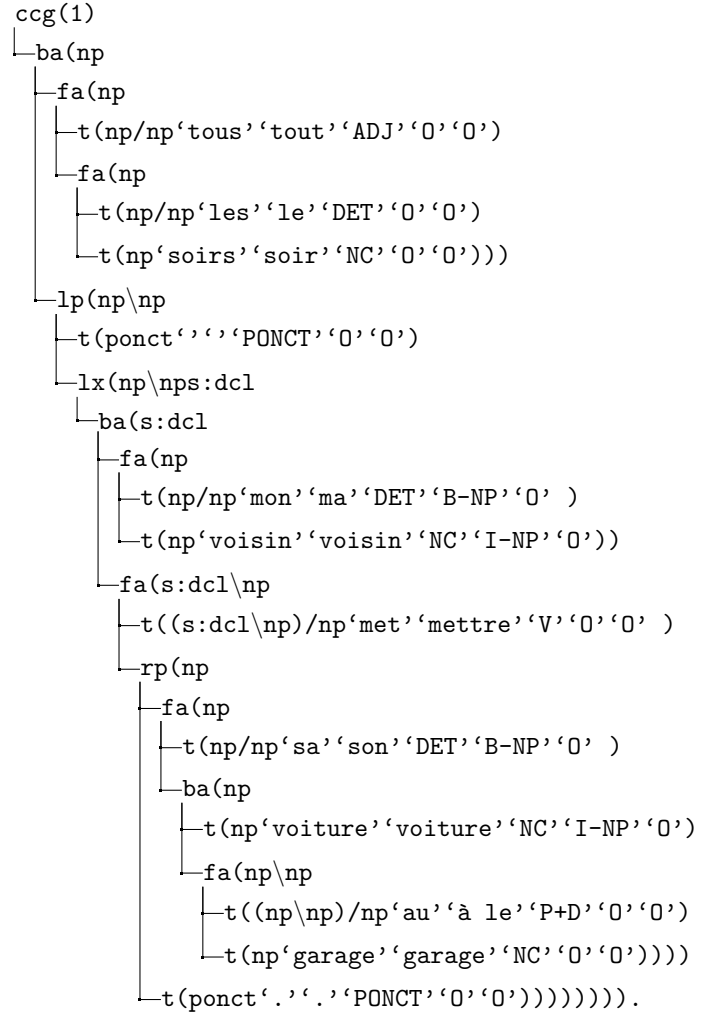 ccg(1)
ba(np
fa(np
t(np/np‘tous’‘tout’‘ADJ’‘O’‘O’)
fa(np
t(np/np‘les’‘le’‘DET’‘O’‘O’)
t(np‘soirs’‘soir’‘NC’‘O’‘O’)))
lp(np\np
t(ponct‘’‘‘’PONCT’‘O’‘O’)
lx(np\nps:dcl
ba(s:dcl
fa(np
t(np/np‘mon’‘ma’‘DET’‘B-NP’‘O’ )
t(np‘voisin’‘voisin’‘NC’‘I-NP’‘O’))
fa(s:dcl\np
t((s:dcl\np)/np‘met’‘mettre’‘V’‘O’‘O’ )
rp(np
fa(np
t(np/np‘sa’‘son’‘DET’‘B-NP’‘O’ )
ba(np
t(np‘voiture’‘voiture’‘NC’‘I-NP’‘O’)
fa(np\np
t((np\np)/np‘au’‘à le’‘P+D’‘O’‘O’)
t(np‘garage’‘garage’‘NC’‘O’‘O’))))
t(ponct‘.’‘.’‘PONCT’‘O’‘O’)))))))).